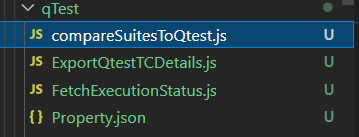 qTest
JS compareSuitesToQtest.js U
JS ExportQtestTCDetails.js U
JS FetchExecutionStatus.js U
{ } Property.json U